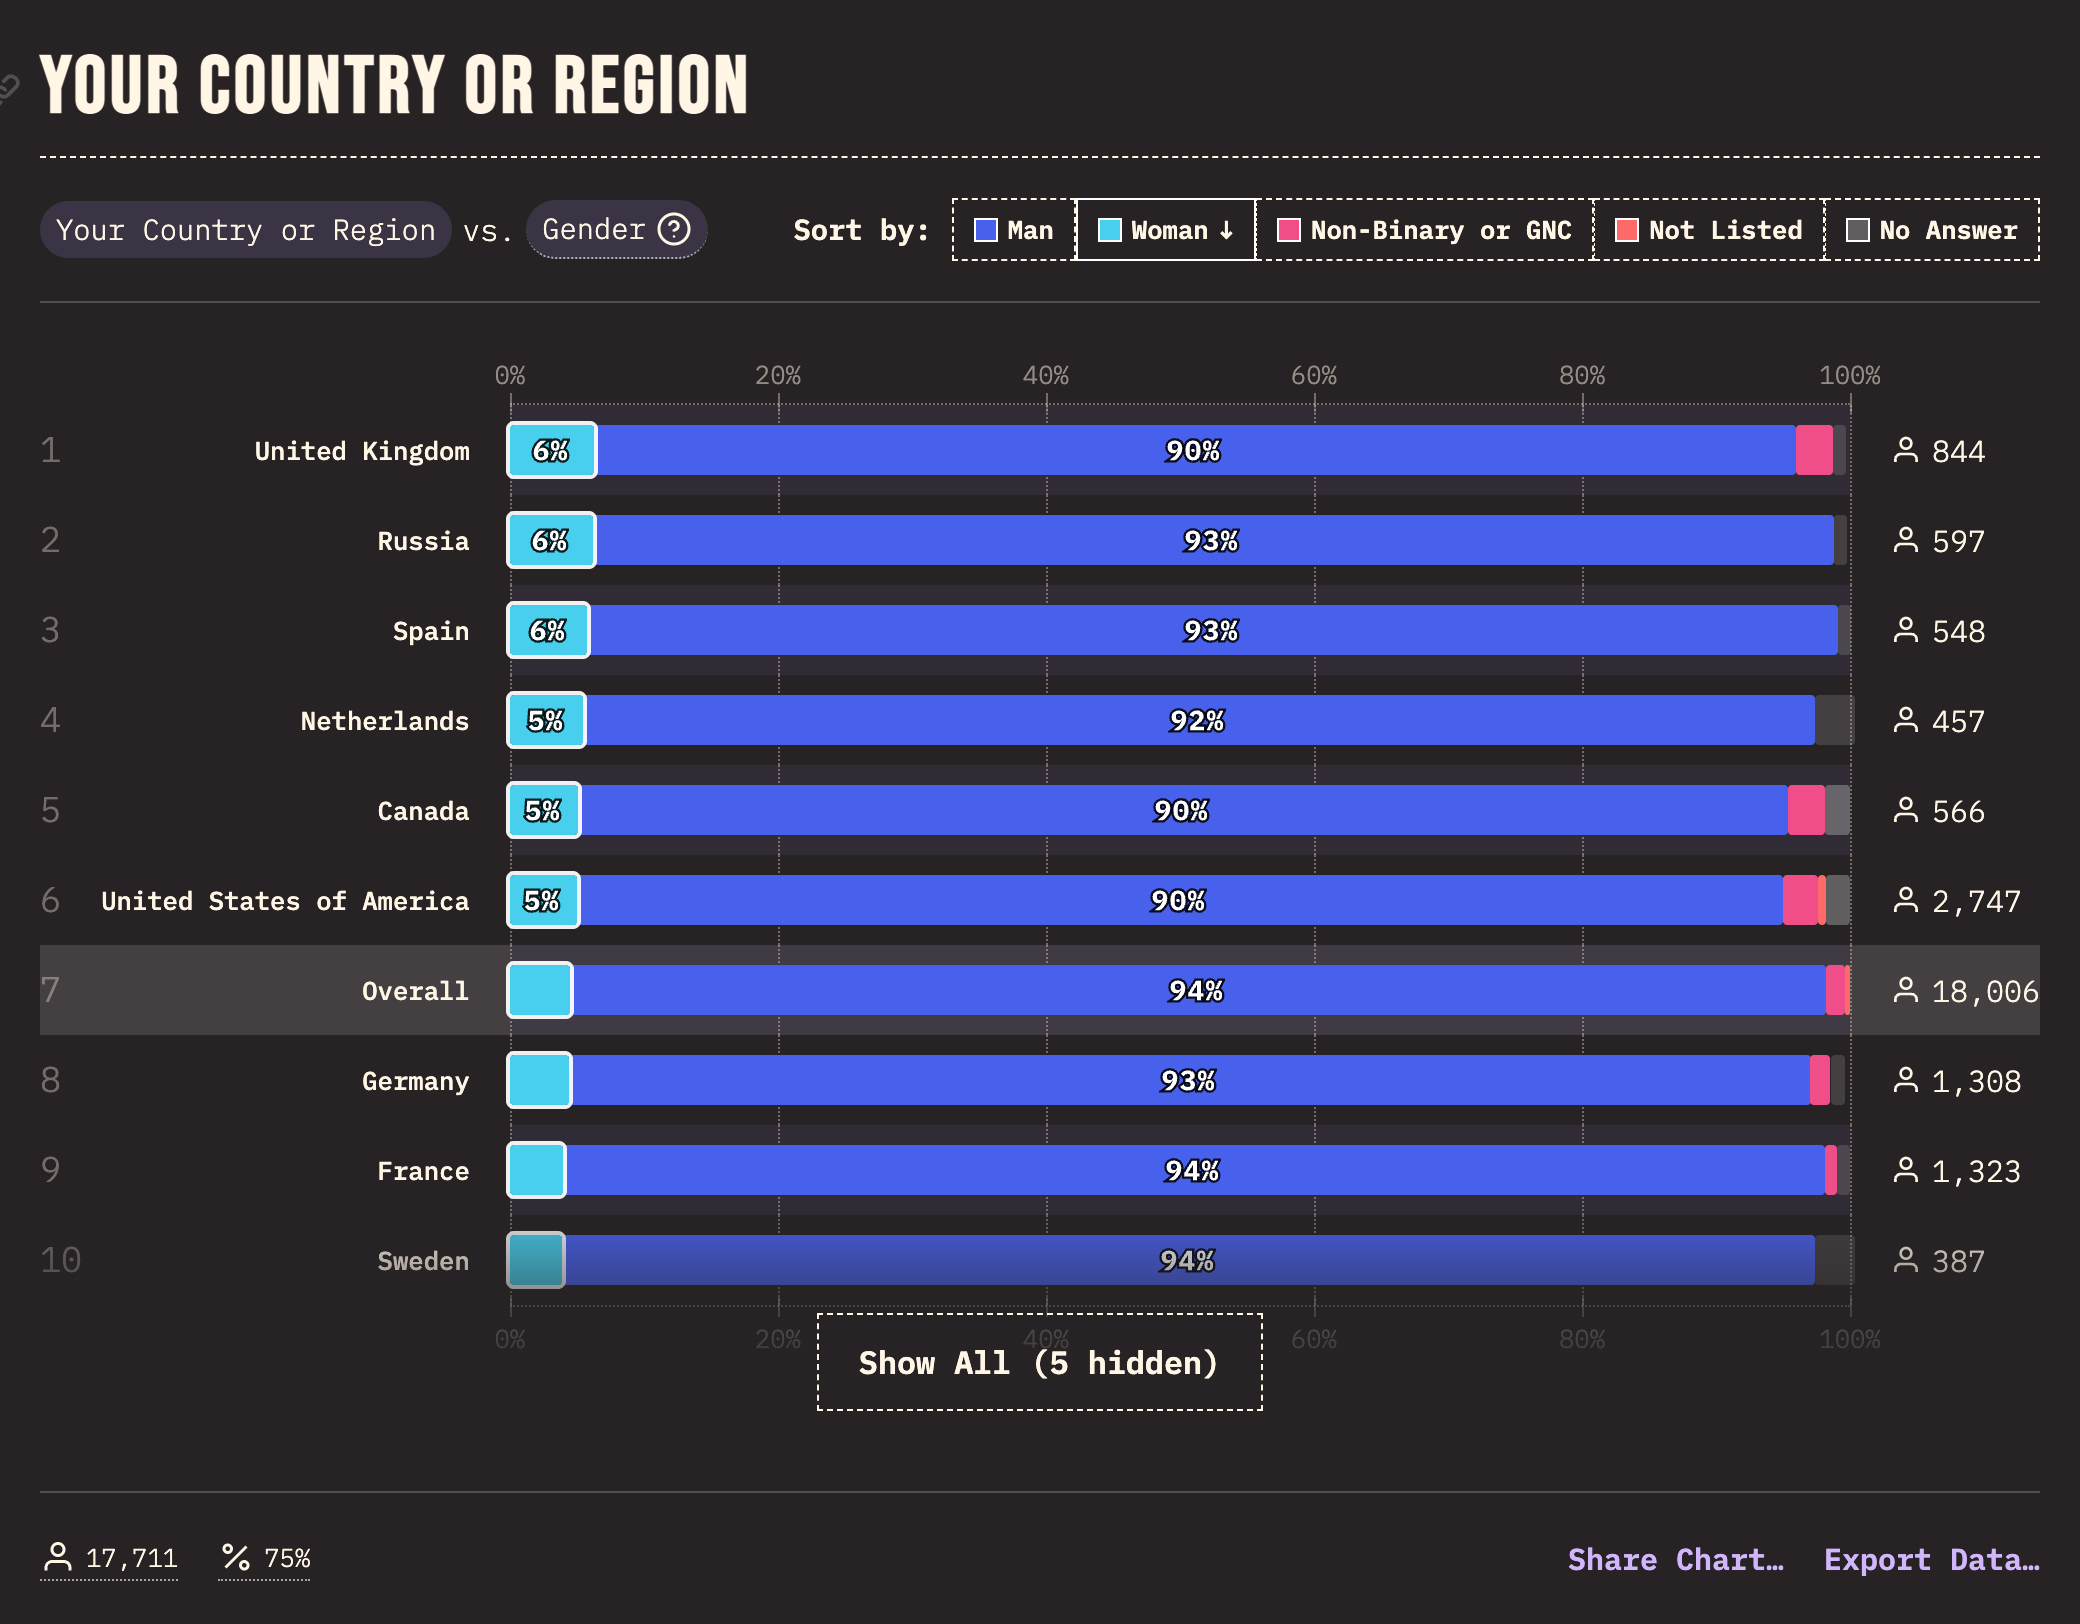 YOUR COUNTRY OR REGION
Your Country or Region vs. Gender ? Sort by: Man Woman ↓ Non-Binary or GNC Not Listed No Answer
0% 20% 40% 60% 80% 100%
1 United Kingdom 6% 90% 844
2 Russia 6% 93% 597
3 Spain 6% 93% 548
4 Netherlands 5% 92% 457
5 Canada 5% 90% 566
6 United States of America 5% 90% 2,747
7 Overall 94% 18,006
8 Germany 93% 1,308
9 France 94% 1,323
10 Sweden 94% 387
0% 20% 40% 60% 80% 100%
Show All (5 hidden)
17,711 % 75% Share Chart… Export Data…